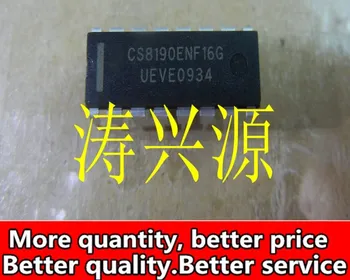 CS8190ENF16G
UEVE0934
涛兴源
More quantity, better price
Better quality.Better service